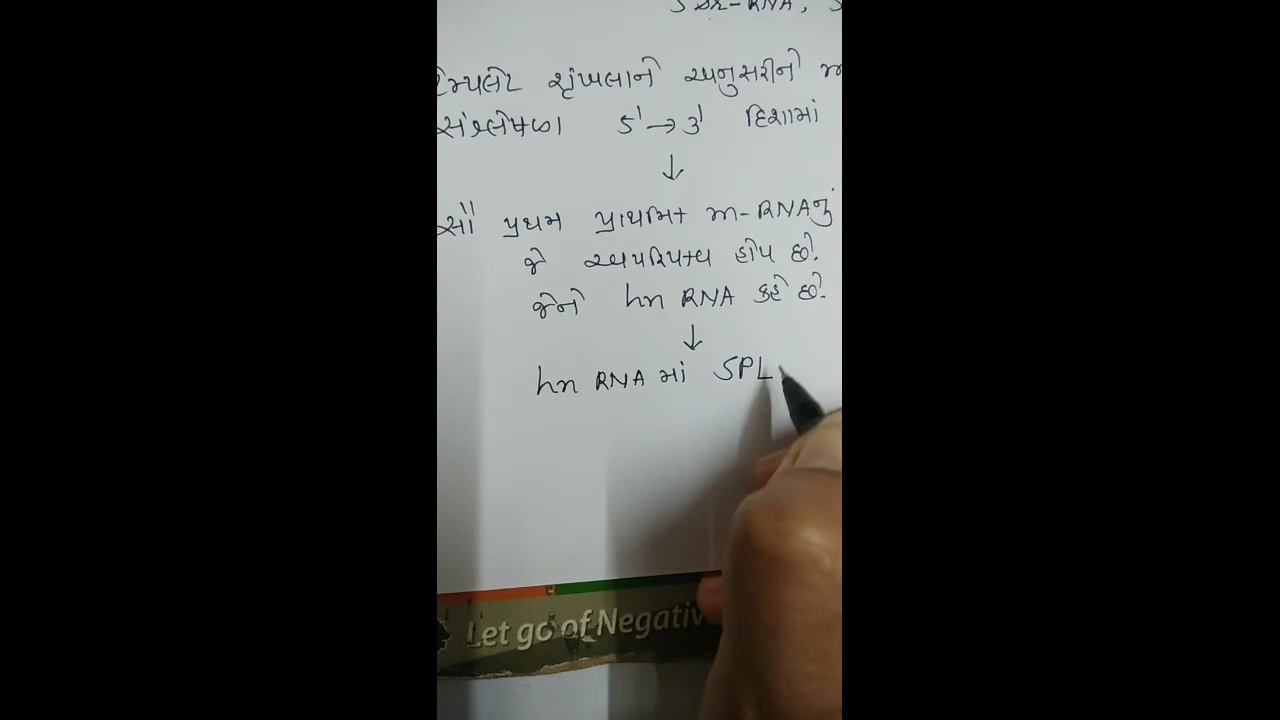 ટેમ્પલેટ શૃંખલાને અનુસરીને m
સંશ્લેષણ 5'→3' દિશામાં
↓
સૌ પ્રથમ પ્રાથમિક m-RNAનું
જે અપરિપક્વ હોય છે.
જેને hn RNA કહે છે.
↓
hn RNA માં SPL
Let go of Negativ